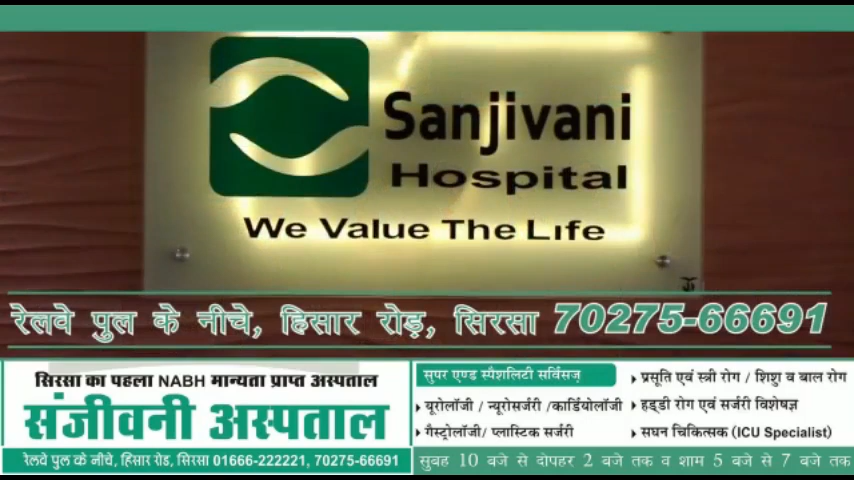 Sanjivani
Hospital
We Value The Life
रेलवे पुल के नीचे, हिसार रोड़, सिरसा 70275-66691
सिरसा का पहला NABH मान्यता प्राप्त अस्पताल
संजीवनी अस्पताल
रेलवे पुल के नीचे, हिसार रोड़, सिरसा 01666-222221, 70275-66691
सुपर एण्ड स्पैशलिटी सर्विसज़
यूरोलॉजी / न्यूरोसर्जरी /कार्डियोलॉजी
गैस्ट्रोलॉजी/ प्लास्टिक सर्जरी
प्रसूति एवं स्त्री रोग / शिशु व बाल रोग
हड्डी रोग एवं सर्जरी विशेषज्ञ
सघन चिकित्सक (ICU Specialist)
सुबह 10 बजे से दोपहर 2 बजे तक व शाम 5 बजे से 7 बजे तक